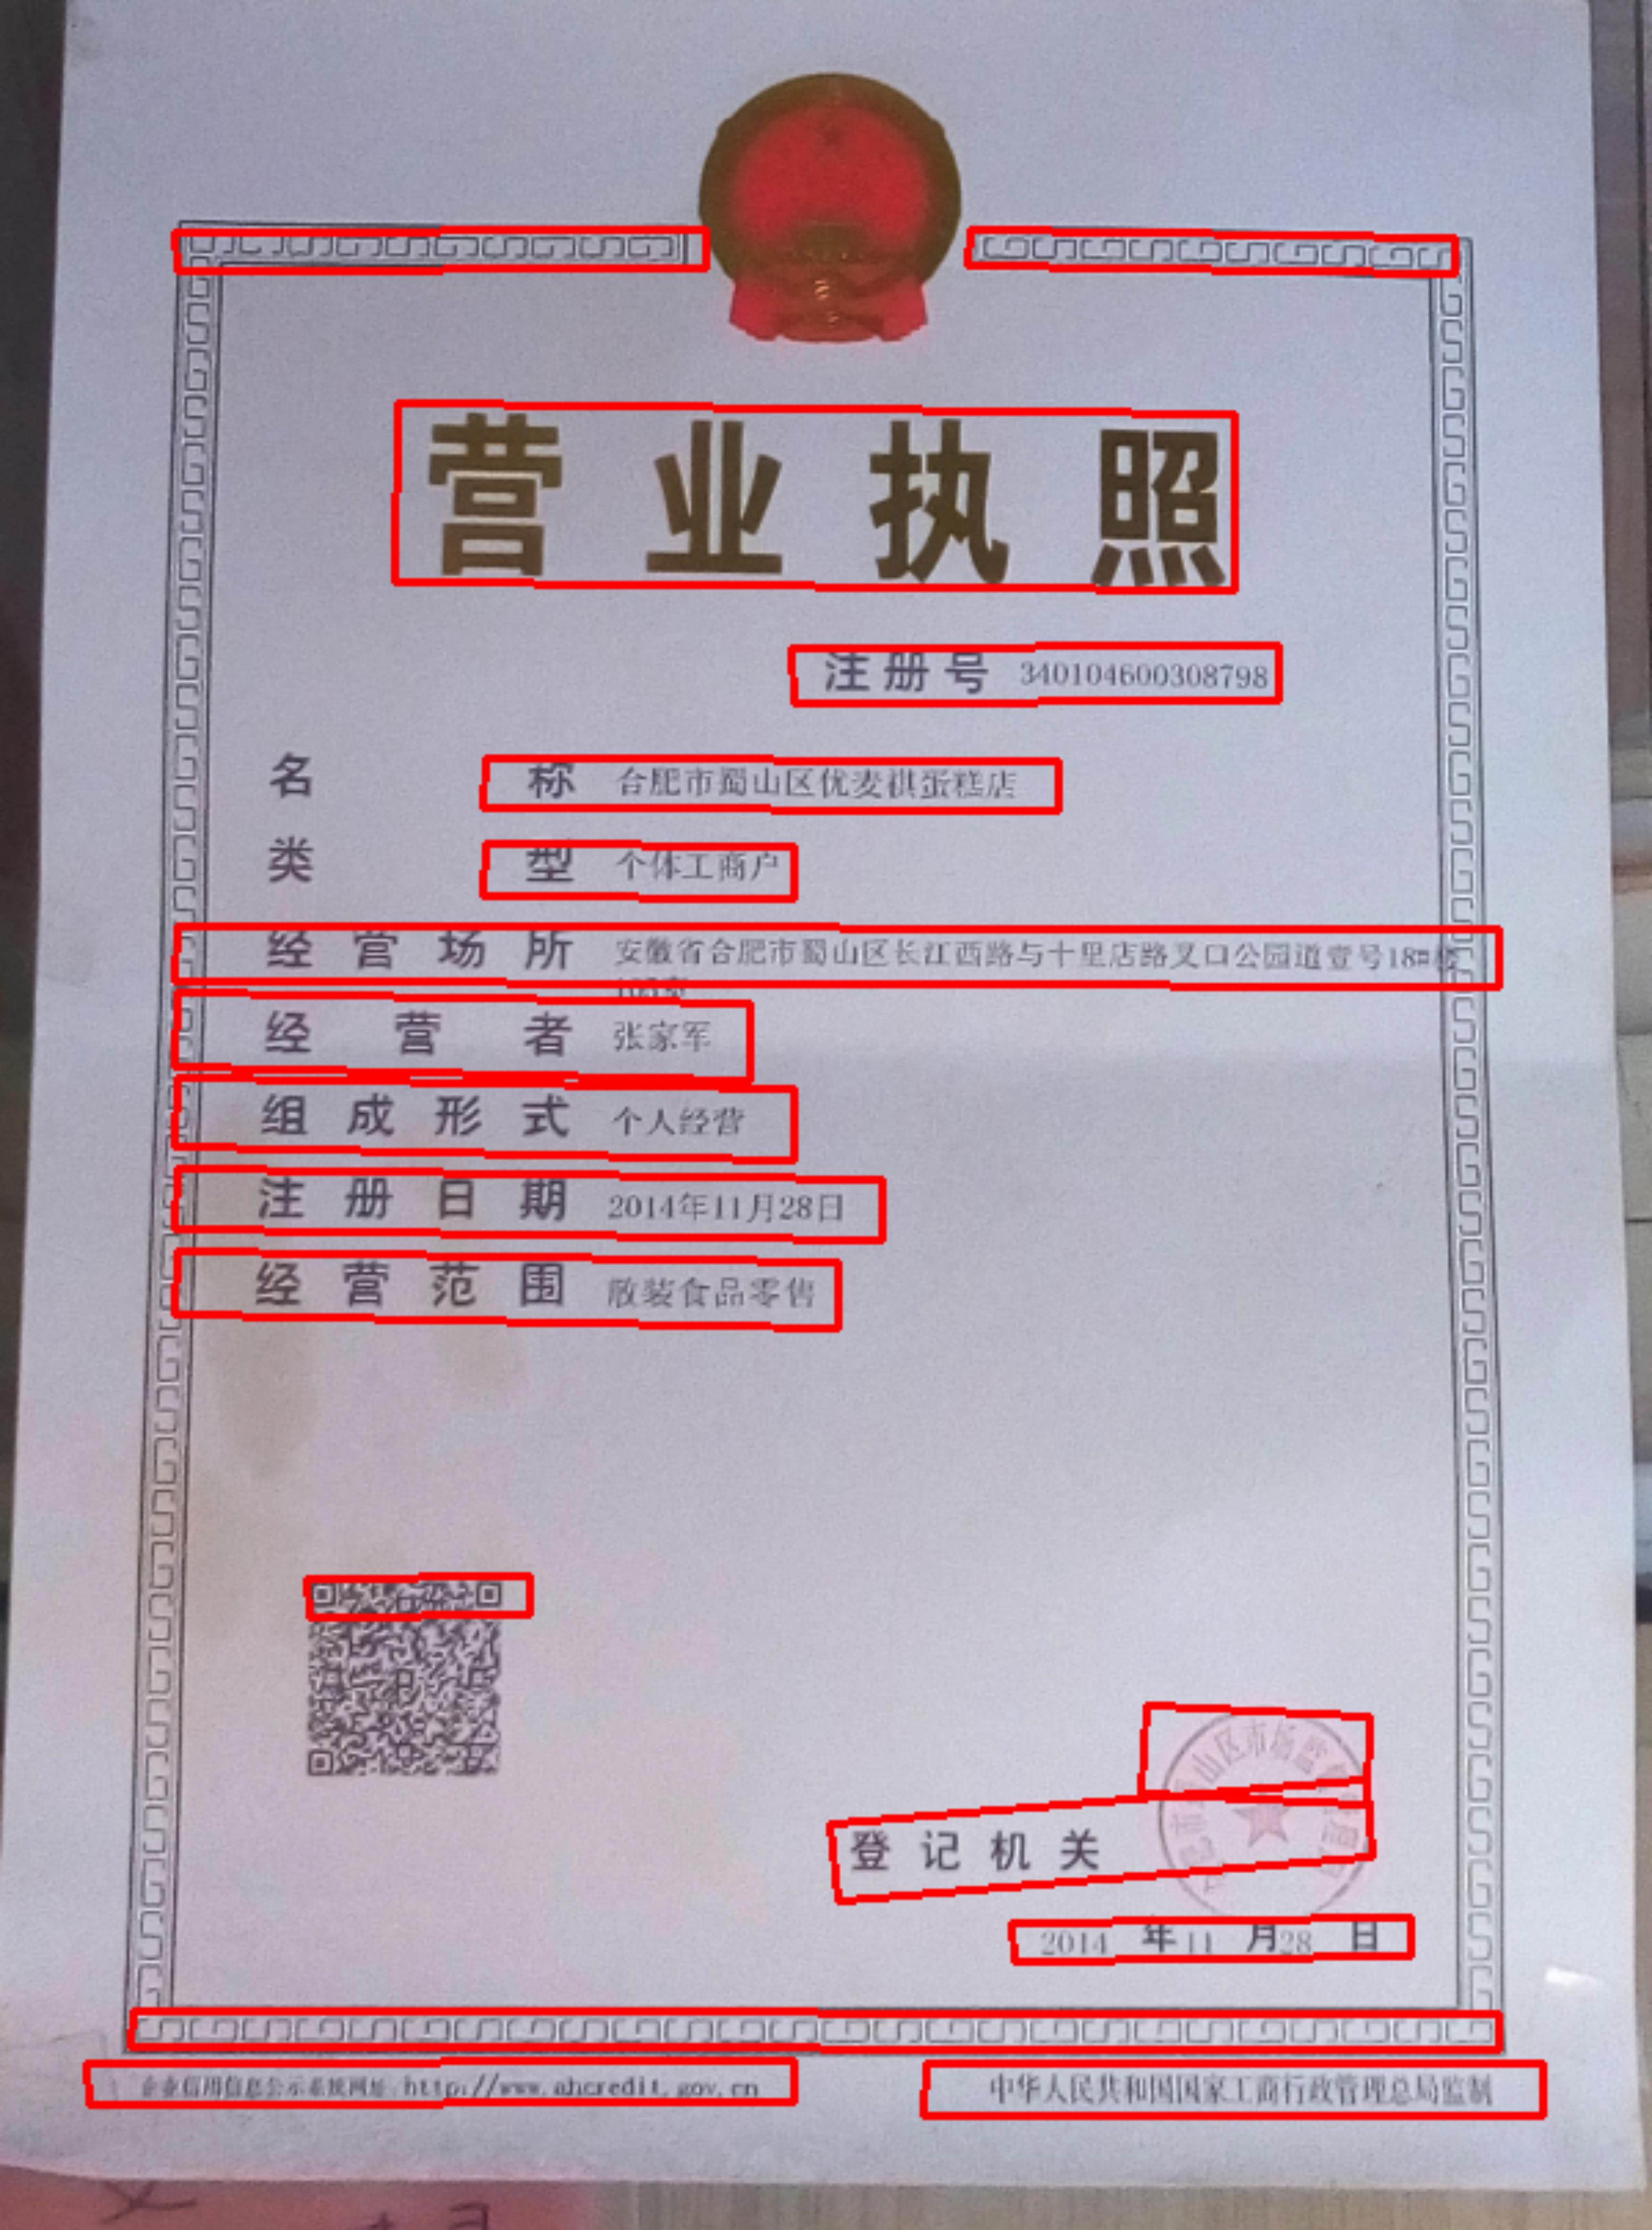 营业执照
注册号 340104600308798
名 称 合肥市蜀山区优麦祺蛋糕店
类 型 个体工商户
经营场所 安徽省合肥市蜀山区长江西路与十里店路叉口公园道壹号18#楼
经营者 张家军
组成形式 个人经营
注册日期 2014年11月28日
经营范围 散装食品零售
山区市场监
登记机关
2014 年 11 月 28 日
企业信用信息公示系统网址:http://www.ahcredit.gov.cn
中华人民共和国国家工商行政管理总局监制